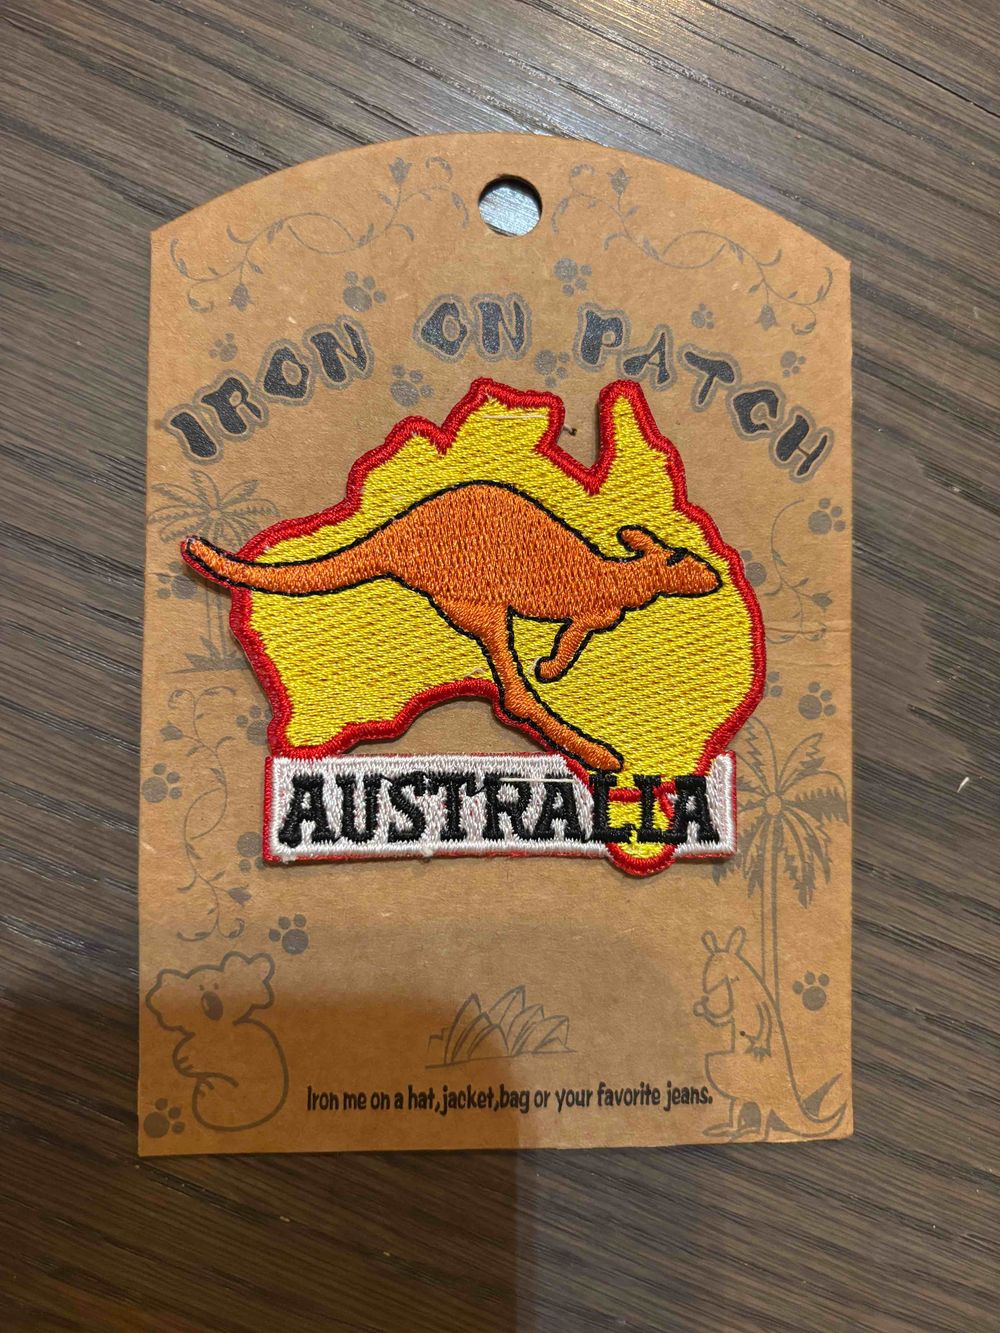 IRON ON PATCH
AUSTRALIA
Iron me on a hat,jacket,bag or your favorite jeans.